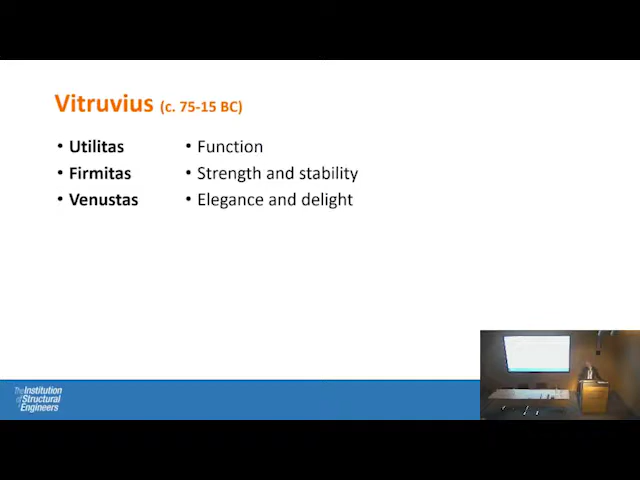 Vitruvius (c. 75-15 BC)
• Utilitas • Function
• Firmitas • Strength and stability
• Venustas • Elegance and delight
The Institution
of Structural
Engineers